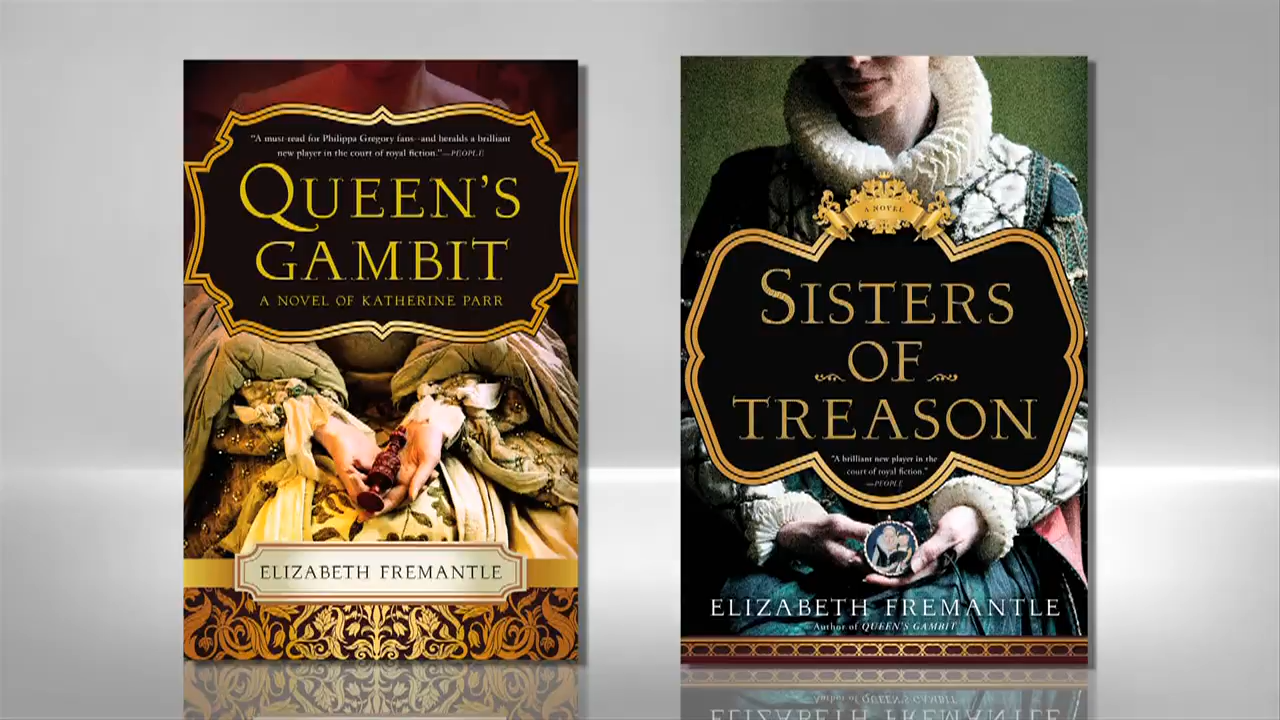 “A must-read for Philippa Gregory fans--and heralds a brilliant
new player in the court of royal fiction.”—PEOPLE
QUEEN'S
GAMBIT
A NOVEL OF KATHERINE PARR
ELIZABETH FREMANTLE
A NOVEL
SISTERS
OF
TREASON
“A brilliant new player in the
court of royal fiction.”
—PEOPLE
ELIZABETH FREMANTLE
Author of QUEEN'S GAMBIT